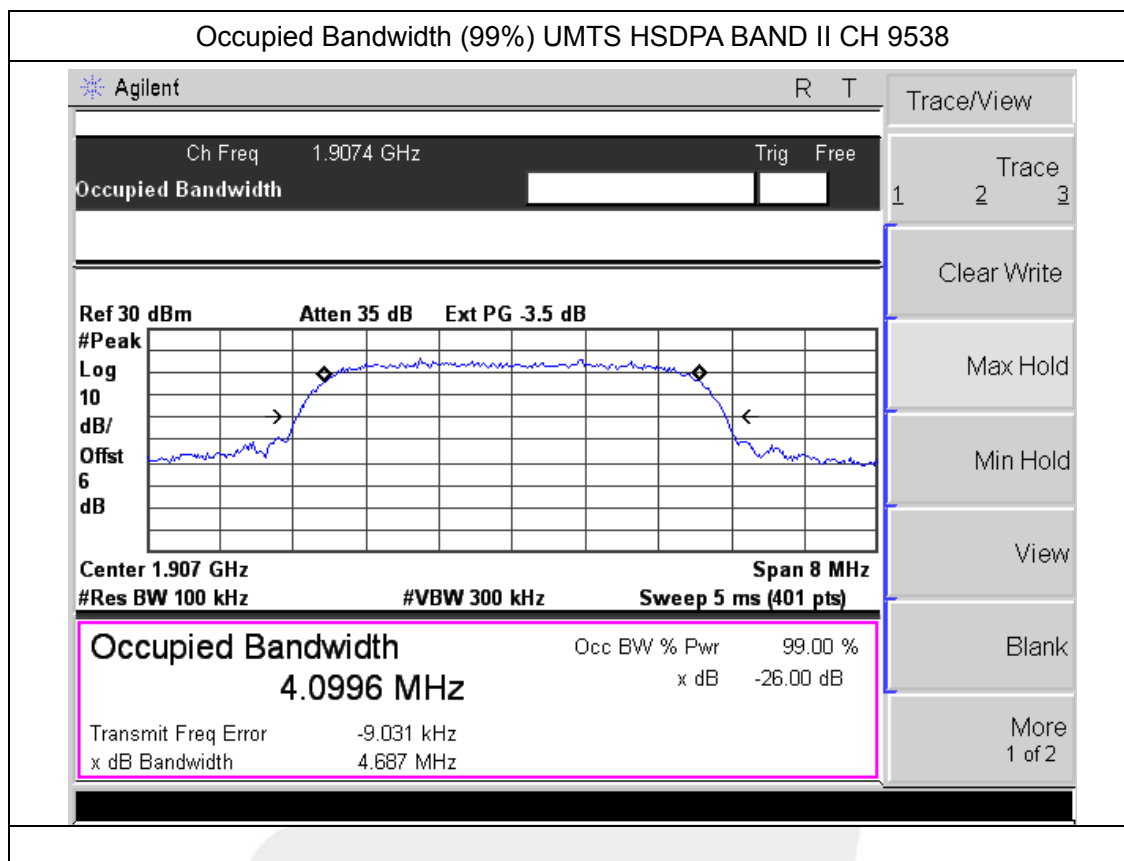 Occupied Bandwidth (99%) UMTS HSDPA BAND II CH 9538
Agilent R T
Trace/View
Ch Freq 1.9074 GHz Trig Free
Occupied Bandwidth
Trace
1 2 3
Clear Write
Max Hold
Min Hold
View
Blank
More
1 of 2
Ref 30 dBm Atten 35 dB Ext PG -3.5 dB
#Peak
Log
10
dB/
Offst
6
dB
Center 1.907 GHz Span 8 MHz
#Res BW 100 kHz #VBW 300 kHz Sweep 5 ms (401 pts)
Occupied Bandwidth
4.0996 MHz
Occ BW % Pwr 99.00 %
x dB -26.00 dB
Transmit Freq Error -9.031 kHz
x dB Bandwidth 4.687 MHz